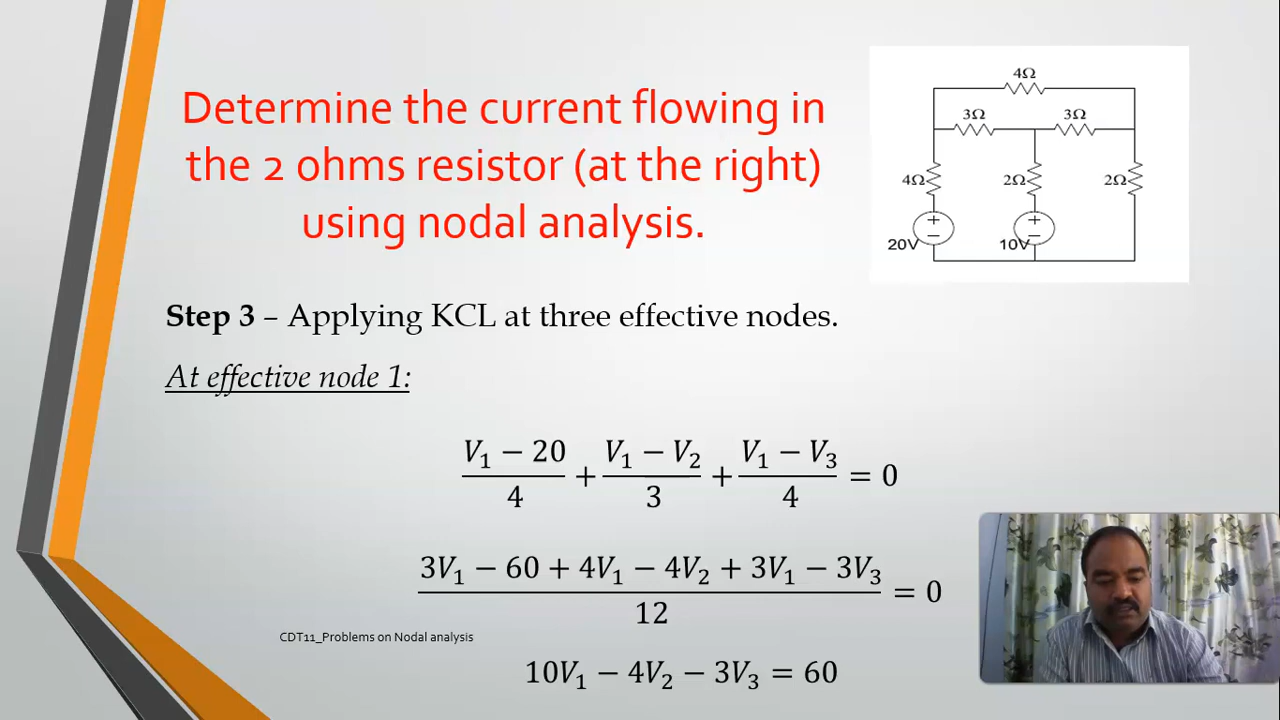 Determine the current flowing in
the 2 ohms resistor (at the right)
using nodal analysis.
4Ω
3Ω 3Ω
4Ω 2Ω 2Ω
+ +
− −
20V 10V
Step 3 – Applying KCL at three effective nodes.
At effective node 1:
(V₁ − 20)/4 + (V₁ − V₂)/3 + (V₁ − V₃)/4 = 0
(3V₁ − 60 + 4V₁ − 4V₂ + 3V₁ − 3V₃)/12 = 0
CDT11_Problems on Nodal analysis
10V₁ − 4V₂ − 3V₃ = 60